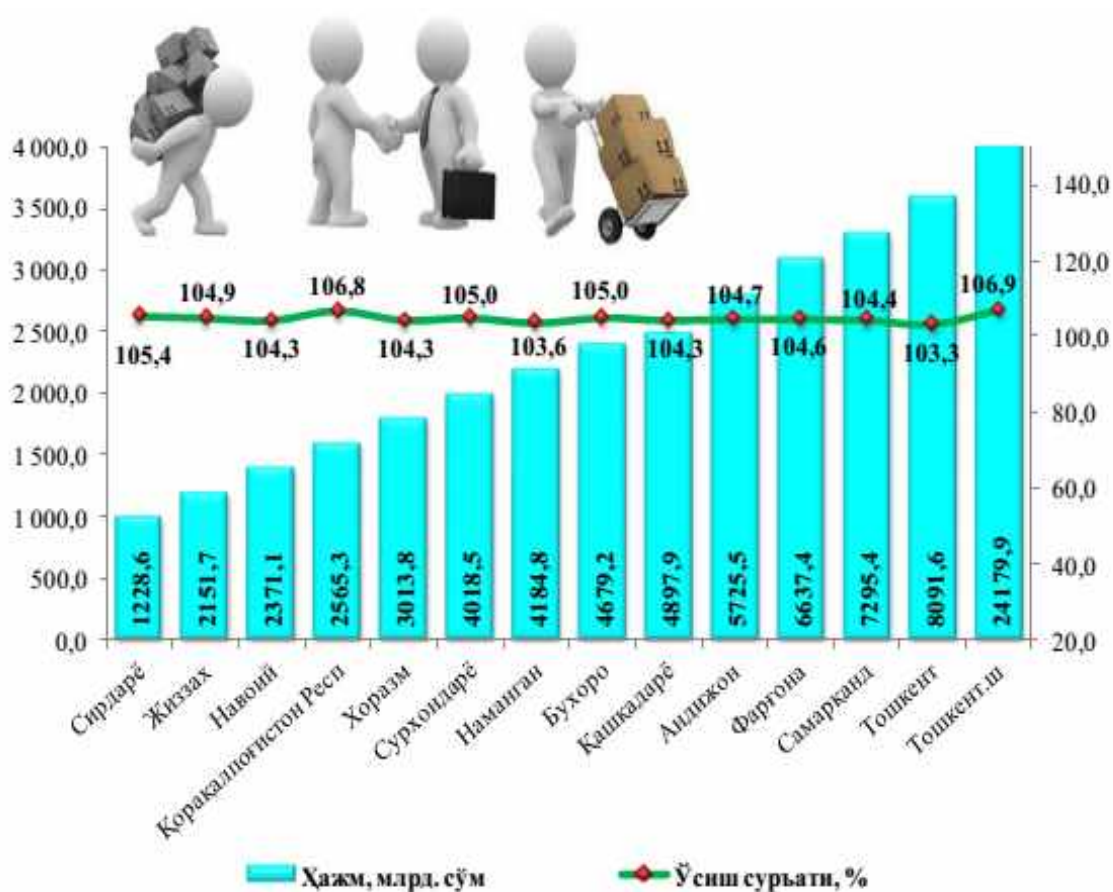 4 000,0
3 500,0
3 000,0
2 500,0
2 000,0
1 500,0
1 000,0
500,0
0,0
140,0
120,0
100,0
80,0
60,0
40,0
20,0
105,4
104,9
104,3
106,8
104,3
105,0
103,6
105,0
104,3
104,7
104,6
104,4
103,3
106,9
1228,6
2151,7
2371,1
2565,3
3013,8
4018,5
4184,8
4679,2
4897,9
5725,5
6637,4
7295,4
8091,6
24179,9
Сирдарё
Жиззах
Навоий
Қорақалпоғистон Респ
Хоразм
Сурхондарё
Наманган
Бухоро
Қашкадарё
Андижон
Фарғона
Самарканд
Тошкент
Тошкент.ш
Ҳажм, млрд. сўм
Ўсиш суръати, %